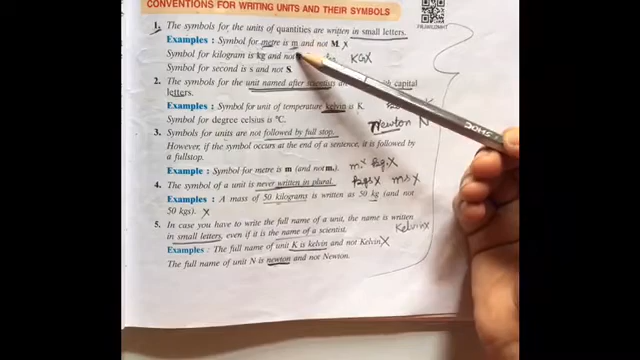 CONVENTIONS FOR WRITING UNITS AND THEIR SYMBOLS
1. The symbols for the units of quantities are written in small letters.
Examples : Symbol for metre is m and not M. X
Symbol for kilogram is kg and not KG X
Symbol for second is s and not S.
2. The symbols for the unit named after scientists are with capital
letters.
Examples : Symbol for unit of temperature kelvin is K.
Symbol for degree celsius is °C.
Newton N
3. Symbols for units are not followed by full stop.
However, if the symbol occurs at the end of a sentence, it is followed by
a fullstop.
Example : Symbol for metre is m (and not m.) m. X kg. X
4. The symbol of a unit is never written in plural. kgs X ms X
Examples : A mass of 50 kilograms is written as 50 kg (and not
50 kgs) X
5. In case you have to write the full name of a unit, the name is written
in small letters, even if it is the name of a scientist. Kelvin X
Examples : The full name of unit K is kelvin and not Kelvin X
The full name of unit N is newton and not Newton.